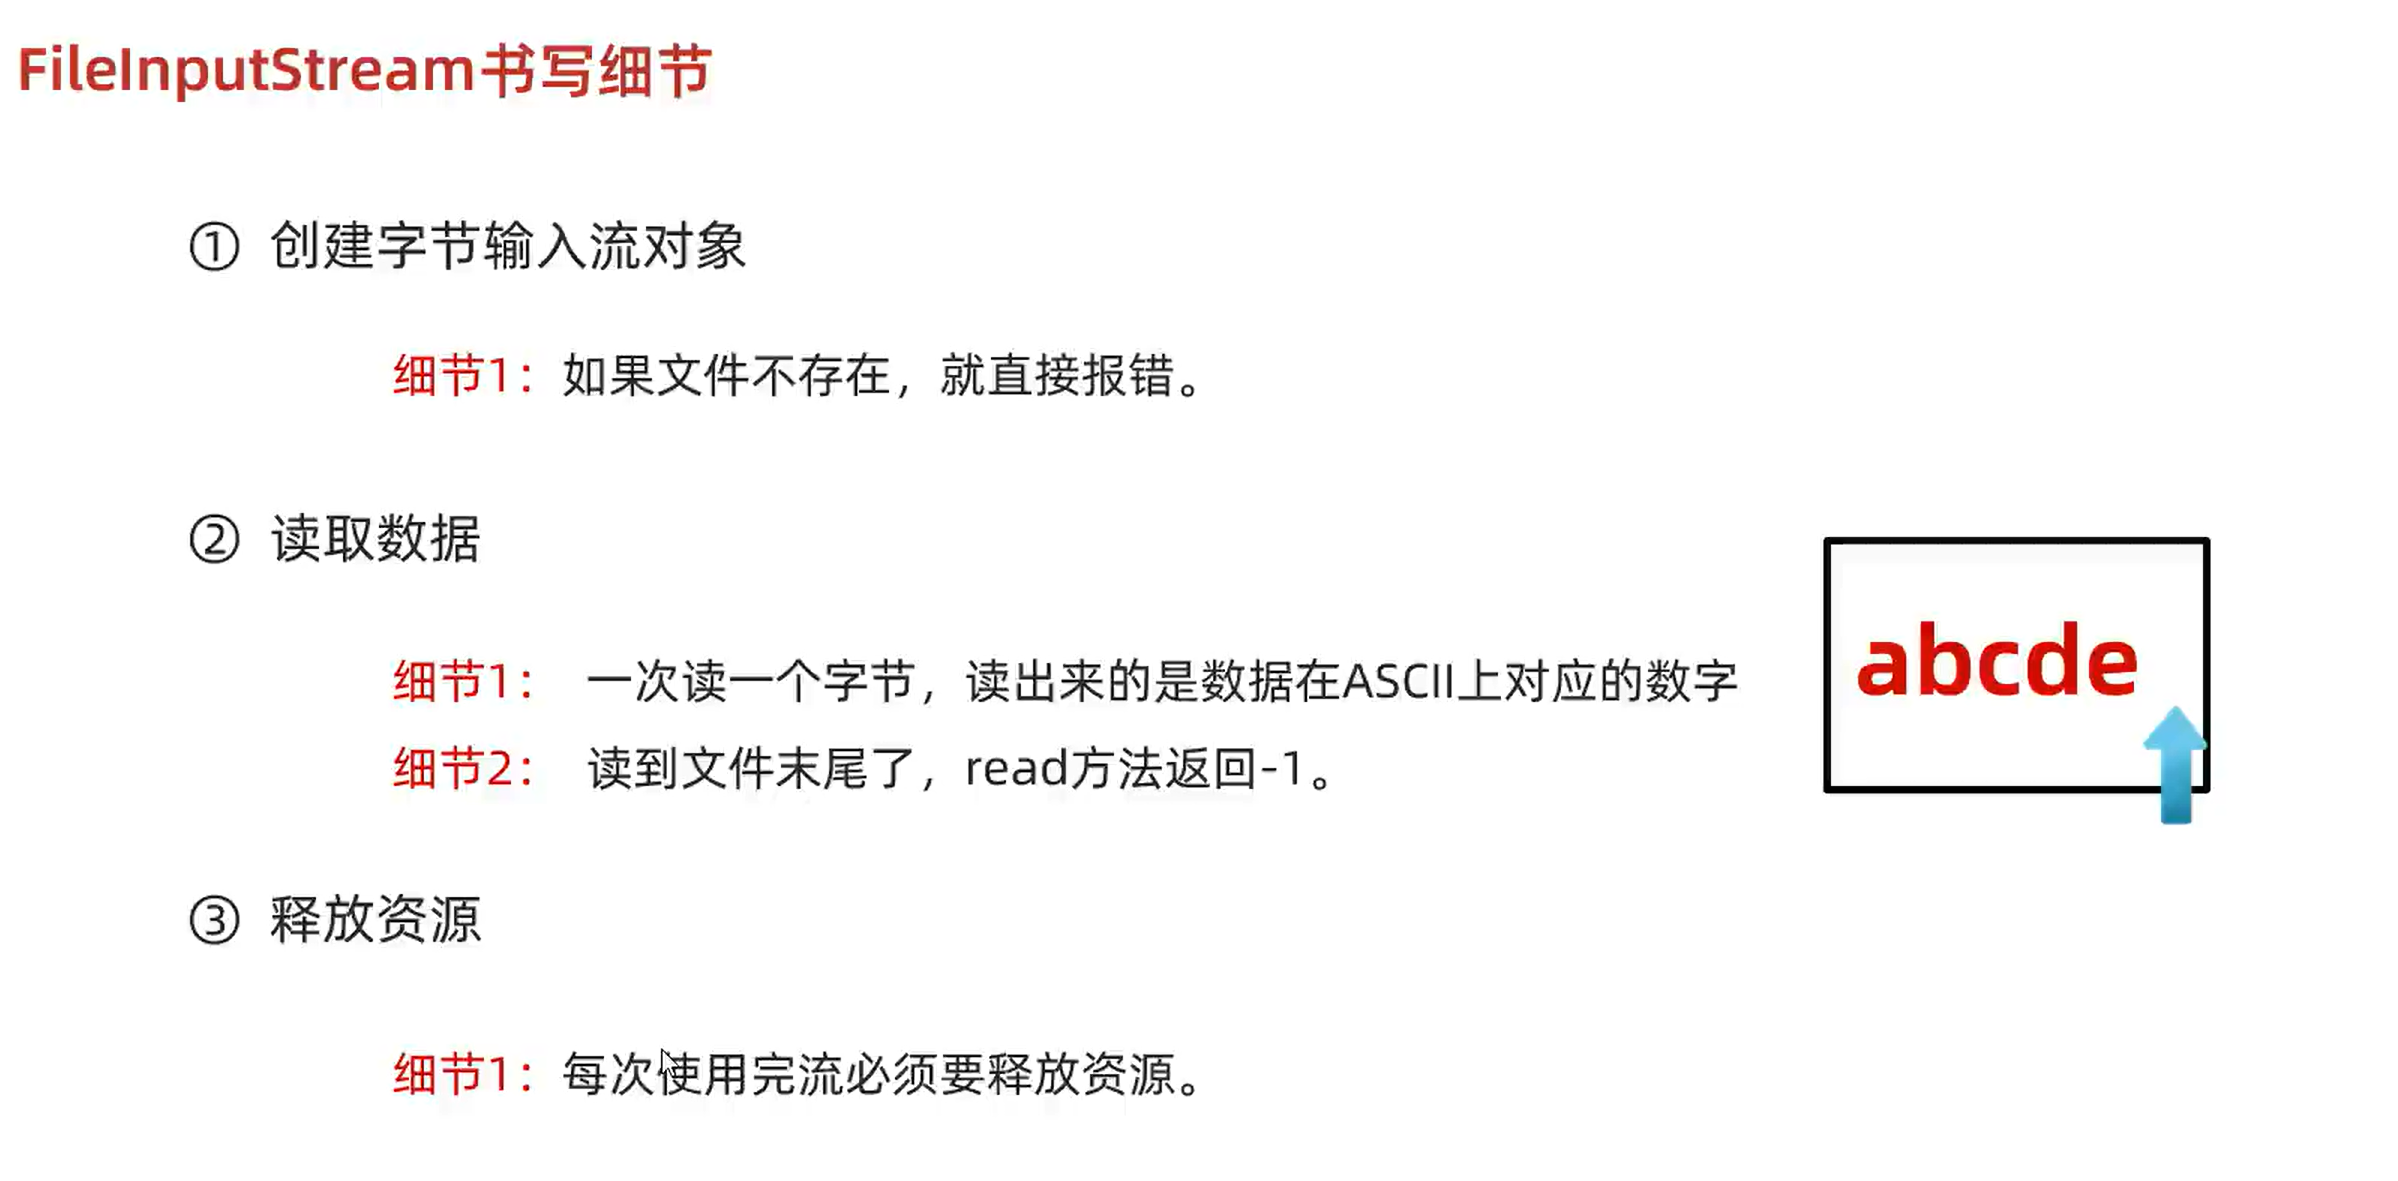 FileInputStream书写细节
① 创建字节输入流对象
细节1：如果文件不存在，就直接报错。
② 读取数据
细节1： 一次读一个字节，读出来的是数据在ASCII上对应的数字
细节2： 读到文件末尾了，read方法返回-1。
abcde
③ 释放资源
细节1：每次使用完流必须要释放资源。